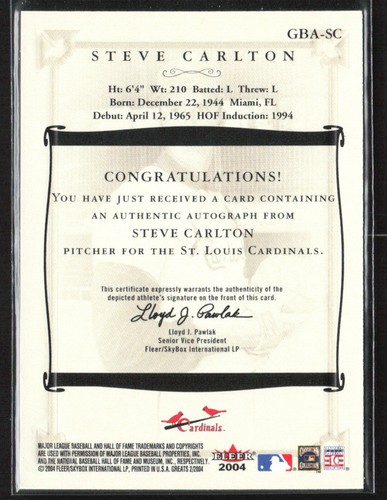 GBA-SC
STEVE CARLTON
Ht: 6'4" Wt: 210 Batted: L Threw: L
Born: December 22, 1944 Miami, FL
Debut: April 12, 1965 HOF Induction: 1994
CONGRATULATIONS!
YOU HAVE JUST RECEIVED A CARD CONTAINING
AN AUTHENTIC AUTOGRAPH FROM
STEVE CARLTON
PITCHER FOR THE ST. LOUIS CARDINALS.
This certificate expressly warrants the authenticity of the
depicted athlete's signature on the front of this card.
Lloyd J. Pawlak
Lloyd J. Pawlak
Senior Vice President
Fleer/SkyBox International LP
Cardinals.
MAJOR LEAGUE BASEBALL AND HALL OF FAME TRADEMARKS AND COPYRIGHTS
ARE USED WITH PERMISSION OF MAJOR LEAGUE BASEBALL PROPERTIES, INC.
AND THE NATIONAL BASEBALL HALL OF FAME AND MUSEUM, INC., RESPECTIVELY.
© 2004 FLEER/SKYBOX INTERNATIONAL LP, PRINTED IN U.S.A. GREATS 2/2004
FLEER
2004